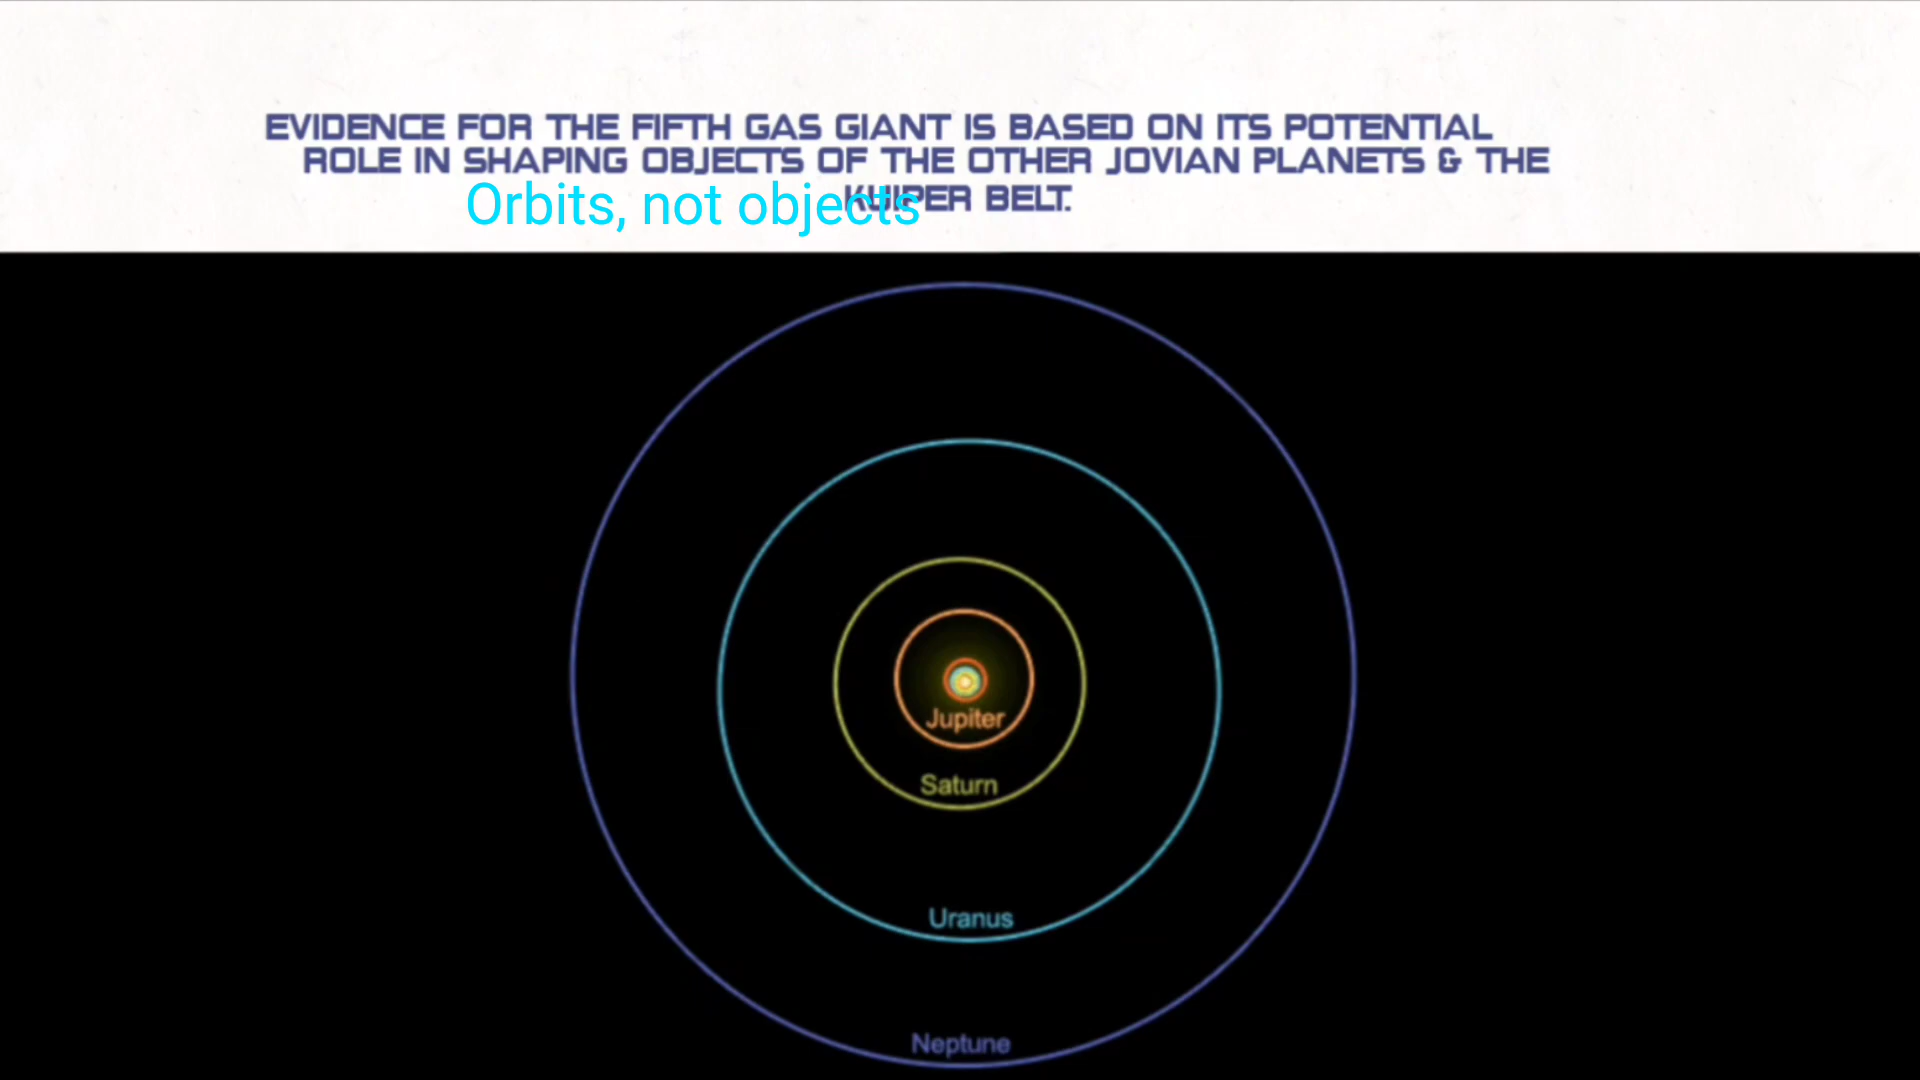 EVIDENCE FOR THE FIFTH GAS GIANT IS BASED ON ITS POTENTIAL
ROLE IN SHAPING OBJECTS OF THE OTHER JOVIAN PLANETS & THE
KUIPER BELT.
Orbits, not objects
Jupiter
Saturn
Uranus
Neptune